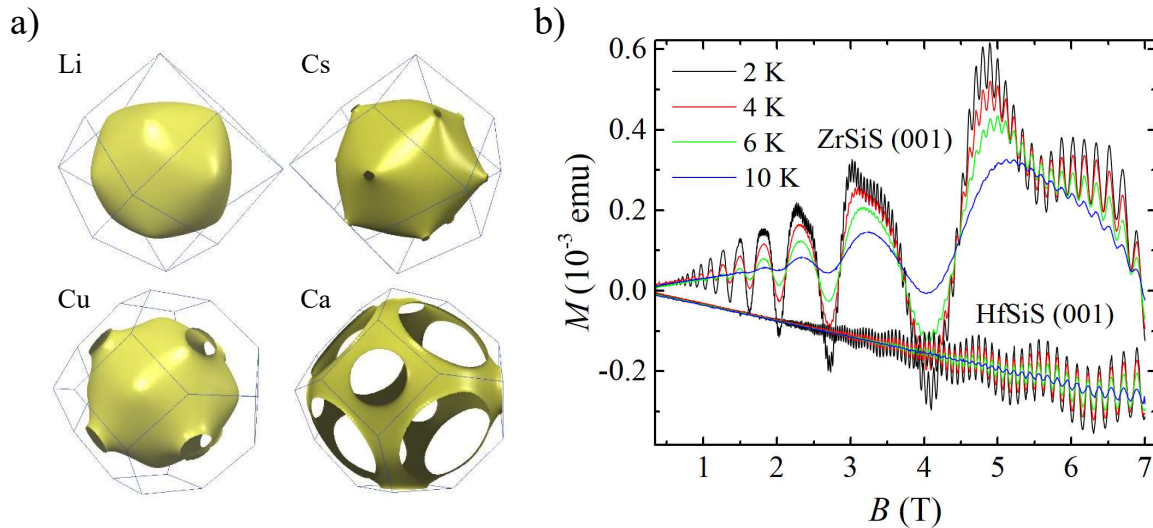 a)
Li
Cs
Cu
Ca
b)
0.6
0.4
0.2
0.0
-0.2
M (10⁻³ emu)
2 K
4 K
6 K
10 K
ZrSiS (001)
HfSiS (001)
1 2 3 4 5 6 7
B (T)